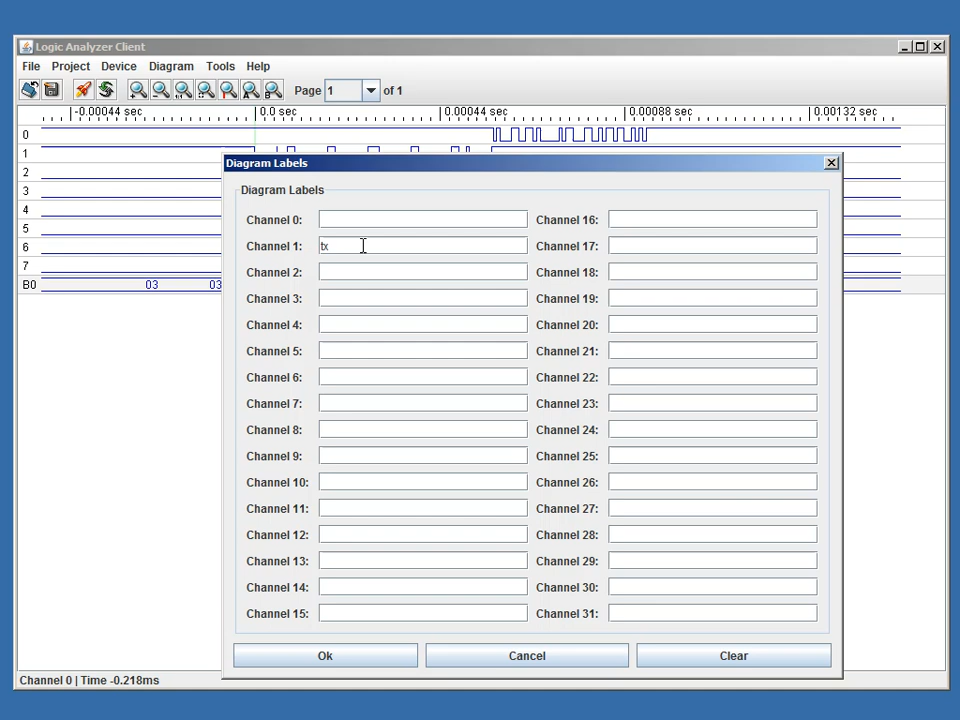 Logic Analyzer Client
File Project Device Diagram Tools Help
Page 1 of 1
-0.00044 sec 0.0 sec 0.00044 sec 0.00088 sec 0.00132 sec
0
1
2
3
4
5
6
7
B0 03 03
Diagram Labels
Diagram Labels
Channel 0: Channel 16:
Channel 1: tx Channel 17:
Channel 2: Channel 18:
Channel 3: Channel 19:
Channel 4: Channel 20:
Channel 5: Channel 21:
Channel 6: Channel 22:
Channel 7: Channel 23:
Channel 8: Channel 24:
Channel 9: Channel 25:
Channel 10: Channel 26:
Channel 11: Channel 27:
Channel 12: Channel 28:
Channel 13: Channel 29:
Channel 14: Channel 30:
Channel 15: Channel 31:
Ok Cancel Clear
Channel 0 | Time -0.218ms